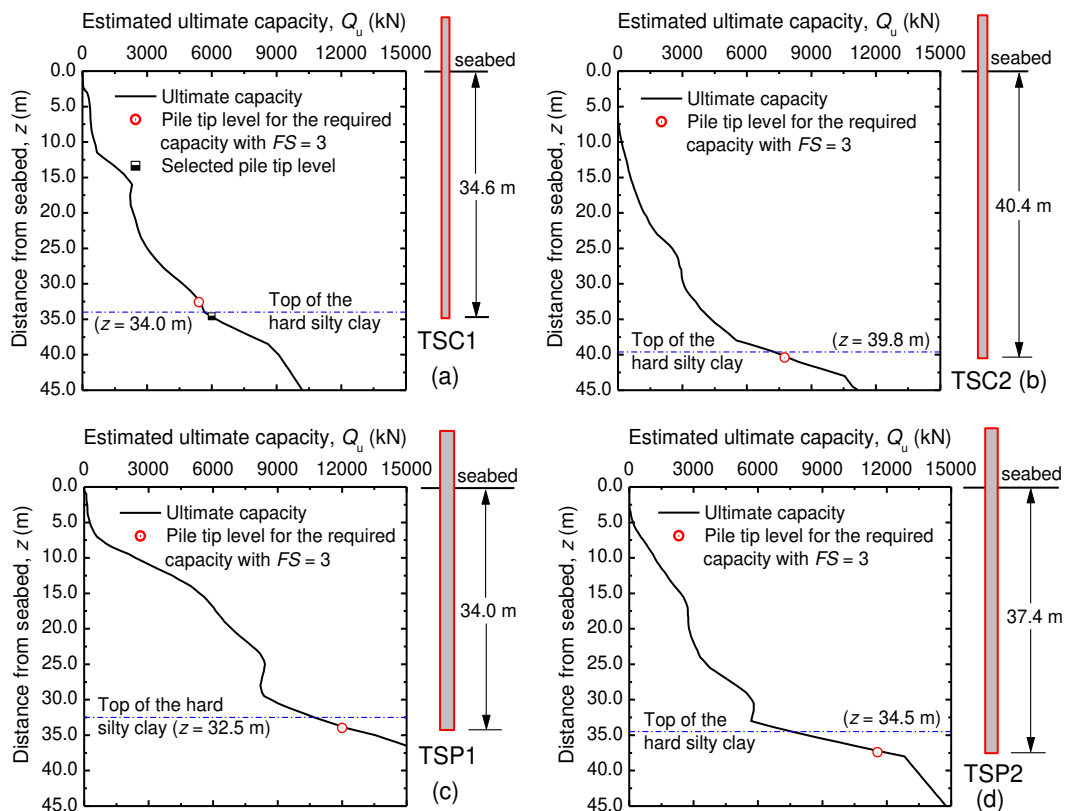 Estimated ultimate capacity, Qu (kN)
0 3000 6000 9000 12000 15000
seabed
0.0
5.0
10.0
15.0
20.0
25.0
30.0
35.0
40.0
45.0
Distance from seabed, z (m)
Ultimate capacity
Pile tip level for the required
capacity with FS = 3
Selected pile tip level
34.6 m
Top of the
hard silty clay
(z = 34.0 m)
TSC1
(a)
Estimated ultimate capacity, Qu (kN)
0 3000 6000 9000 12000 15000
seabed
0.0
5.0
10.0
15.0
20.0
25.0
30.0
35.0
40.0
45.0
Distance from seabed, z (m)
Ultimate capacity
Pile tip level for the required
capacity with FS = 3
40.4 m
Top of the
hard silty clay
(z = 39.8 m)
TSC2 (b)
Estimated ultimate capacity, Qu (kN)
0 3000 6000 9000 12000 15000
seabed
0.0
5.0
10.0
15.0
20.0
25.0
30.0
35.0
40.0
45.0
Distance from seabed, z (m)
Ultimate capacity
Pile tip level for the required
capacity with FS = 3
34.0 m
Top of the hard
silty clay (z = 32.5 m)
TSP1
(c)
Estimated ultimate capacity, Qu (kN)
0 3000 6000 9000 12000 15000
seabed
0.0
5.0
10.0
15.0
20.0
25.0
30.0
35.0
40.0
45.0
Distance from seabed, z (m)
Ultimate capacity
Pile tip level for the required
capacity with FS = 3
37.4 m
Top of the
hard silty clay
(z = 34.5 m)
TSP2
(d)